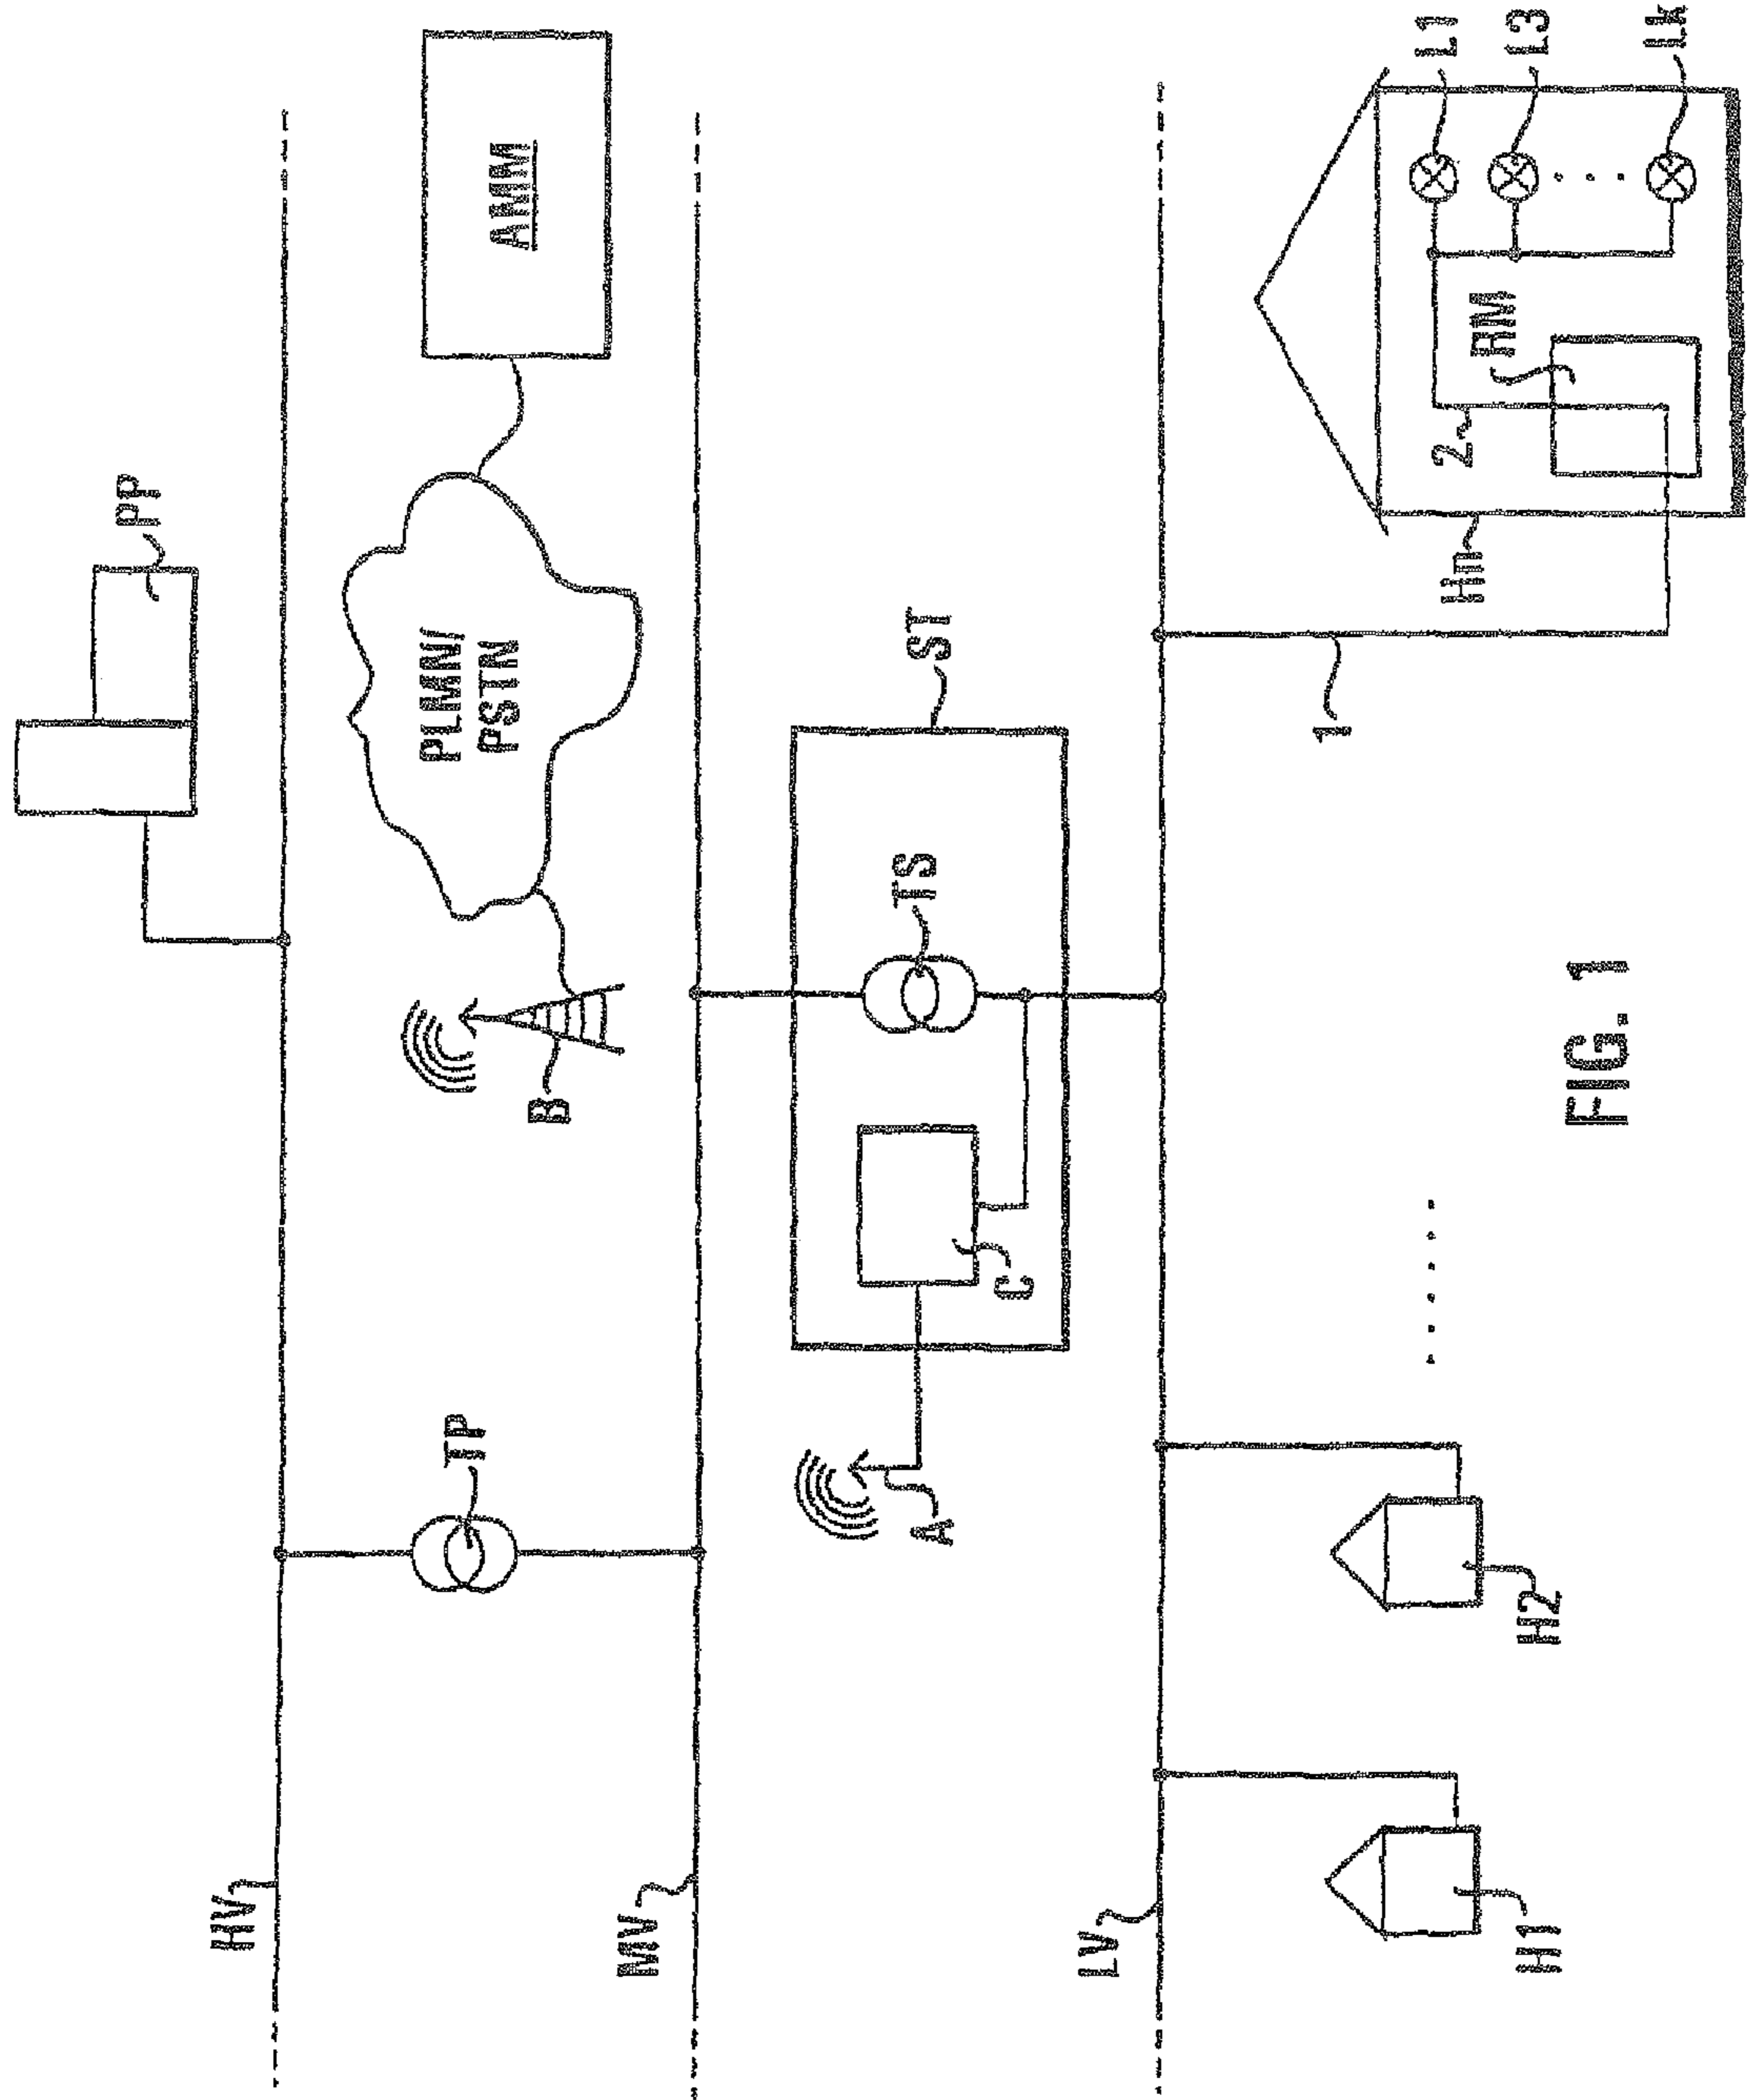 PP
HV
TP
PLMN/
PSTN
AMM
B
MV
ST
TS
C
A
LV
1
2
RM
Hn
L1
L3
Lk
H1
H2
FIG. 1